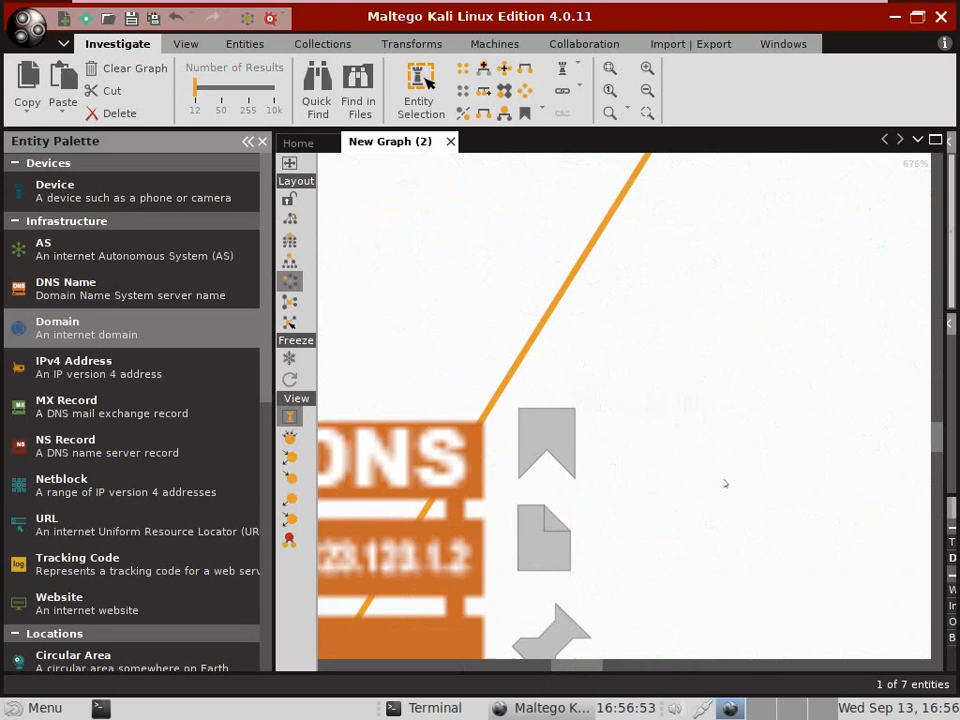 Maltego Kali Linux Edition 4.0.11
Investigate View Entities Collections Transforms Machines Collaboration Import | Export Windows
Copy Paste Clear Graph Cut Delete
Number of Results
12 50 255 10k
Quick Find
Find in Files
Entity Selection
Entity Palette
Home New Graph (2)
Devices
Device
A device such as a phone or camera
Infrastructure
AS
An internet Autonomous System (AS)
DNS Name
Domain Name System server name
Domain
An internet domain
IPv4 Address
An IP version 4 address
MX Record
A DNS mail exchange record
NS Record
A DNS name server record
Netblock
A range of IP version 4 addresses
URL
An internet Uniform Resource Locator (UR
Tracking Code
Represents a tracking code for a web serv
Website
An internet website
Locations
Circular Area
A circular area somewhere on Earth
Layout
Freeze
View
676%
DNS
23.123.1.2
1 of 7 entities
Menu Terminal Maltego K... 16:56:53 Wed Sep 13, 16:56